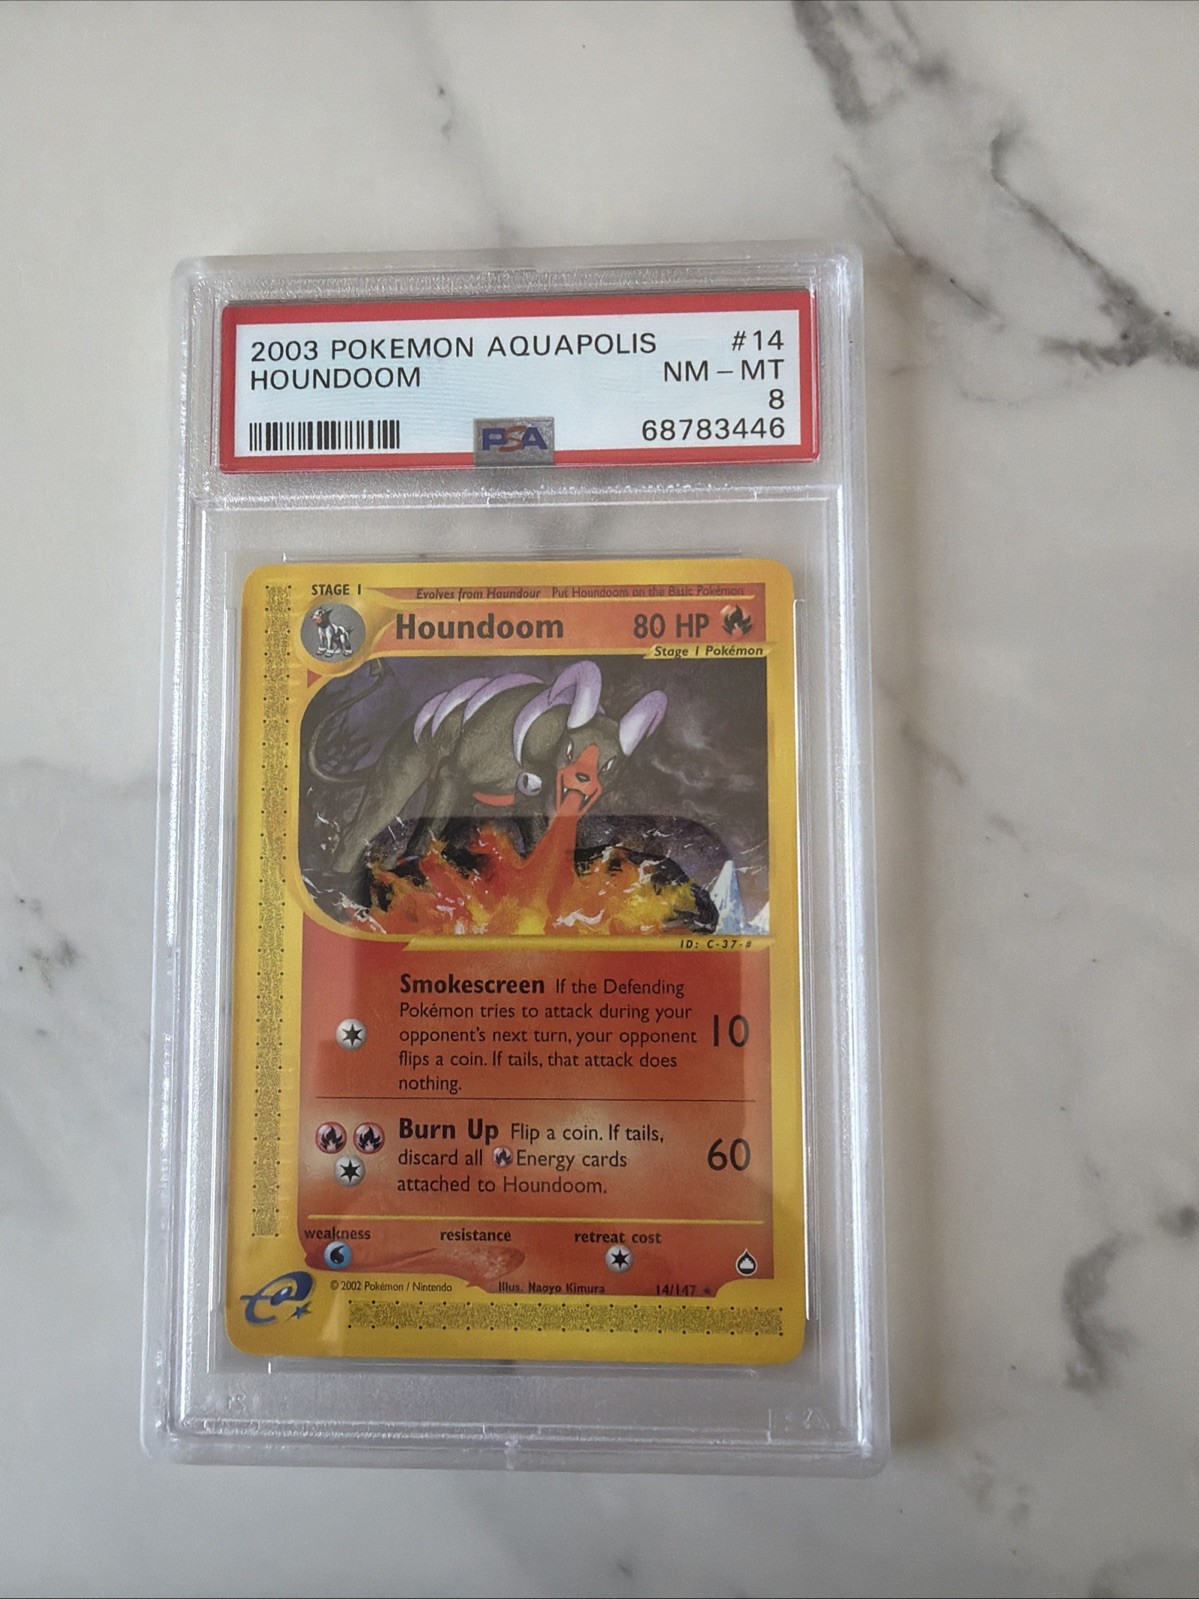 2003 POKEMON AQUAPOLIS #14
HOUNDOOM NM - MT
8
PSA 68783446
STAGE 1 Evolves from Houndour Put Houndoom on the Basic Pokémon
Houndoom 80 HP
Stage 1 Pokémon
ID: C-37-#
Smokescreen If the Defending
Pokémon tries to attack during your
opponent's next turn, your opponent 10
flips a coin. If tails, that attack does
nothing.
Burn Up Flip a coin. If tails,
discard all Energy cards 60
attached to Houndoom.
weakness resistance retreat cost
e
© 2002 Pokémon / Nintendo Illus. Naoyo Kimura 14/147 ★